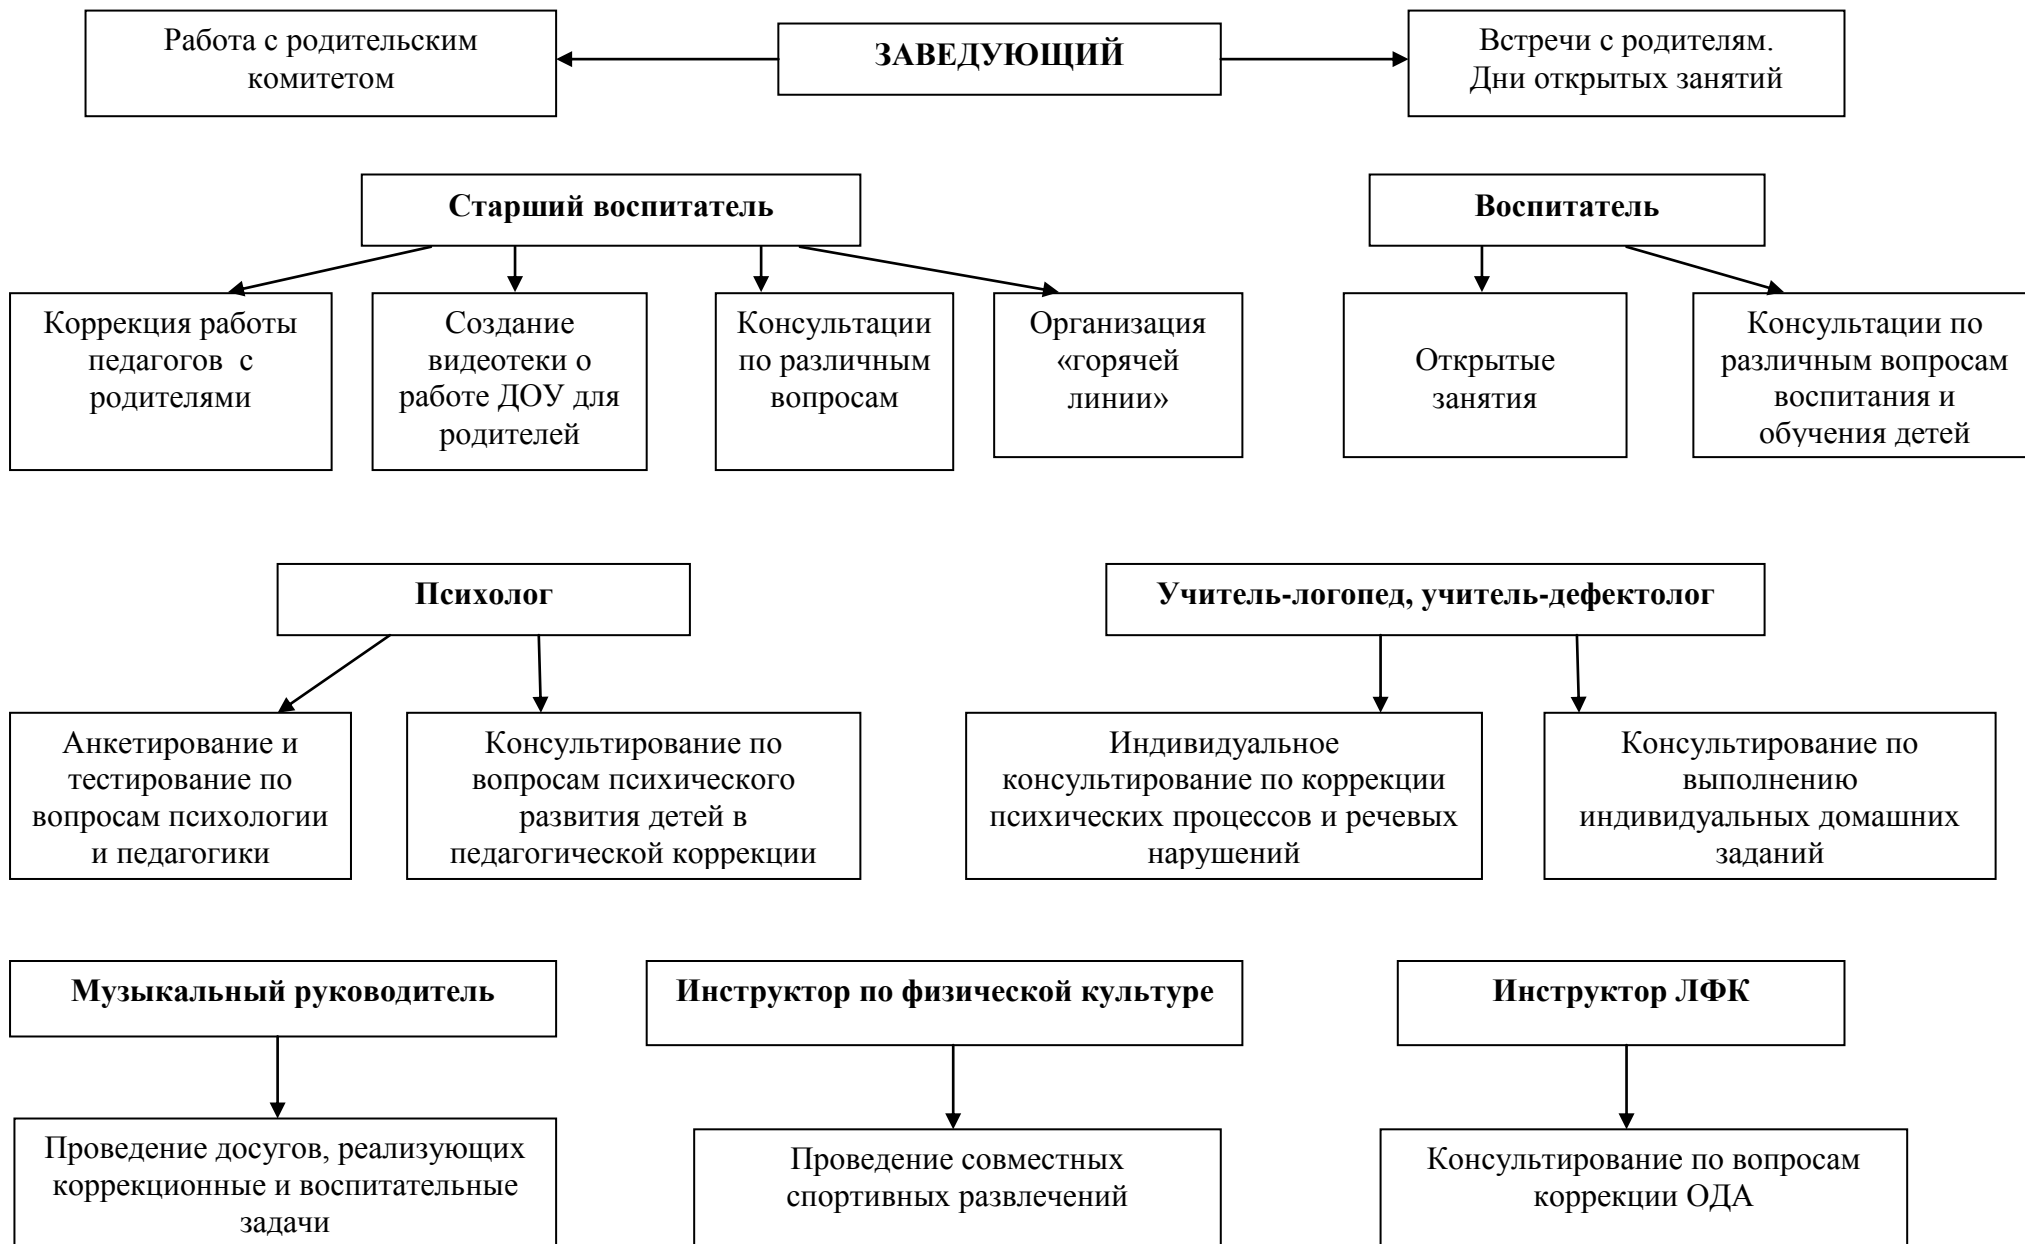 Работа с родительским
комитетом
ЗАВЕДУЮЩИЙ
Встречи с родителям.
Дни открытых занятий
Старший воспитатель
Воспитатель
Коррекция работы
педагогов с
родителями
Создание
видеотеки о
работе ДОУ для
родителей
Консультации
по различным
вопросам
Организация
«горячей
линии»
Открытые
занятия
Консультации по
различным вопросам
воспитания и
обучения детей
Психолог
Учитель-логопед, учитель-дефектолог
Анкетирование и
тестирование по
вопросам психологии
и педагогики
Консультирование по
вопросам психического
развития детей в
педагогической коррекции
Индивидуальное
консультирование по коррекции
психических процессов и речевых
нарушений
Консультирование по
выполнению
индивидуальных домашних
заданий
Музыкальный руководитель
Инструктор по физической культуре
Инструктор ЛФК
Проведение досугов, реализующих
коррекционные и воспитательные
задачи
Проведение совместных
спортивных развлечений
Консультирование по вопросам
коррекции ОДА